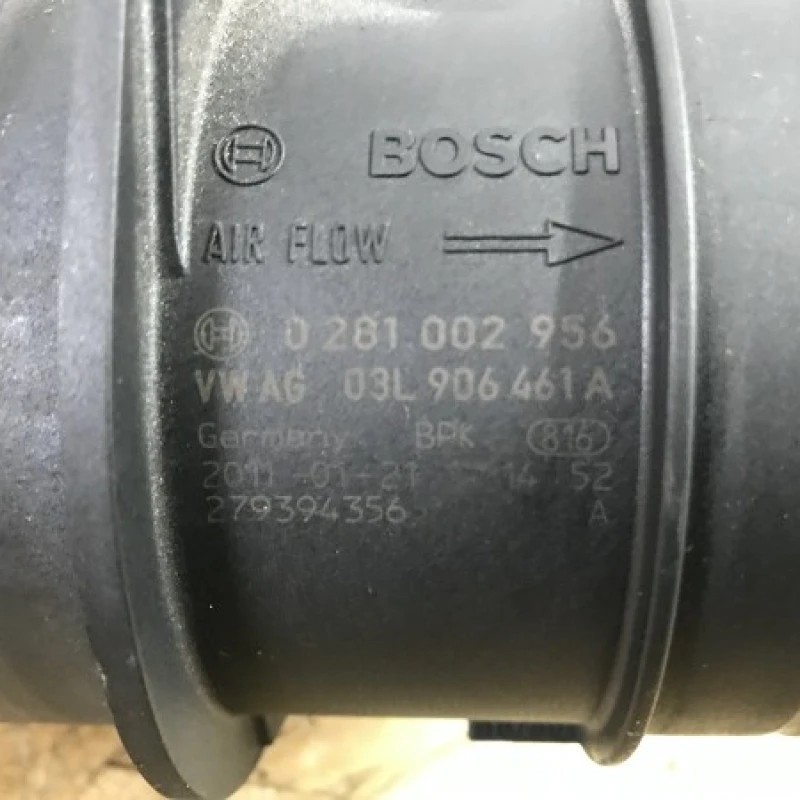 BOSCH
AIR FLOW
0 281 002 956
VW AG 03L 906 461 A
Germany BPK 816
2011-01-21 14 52
279394356 A